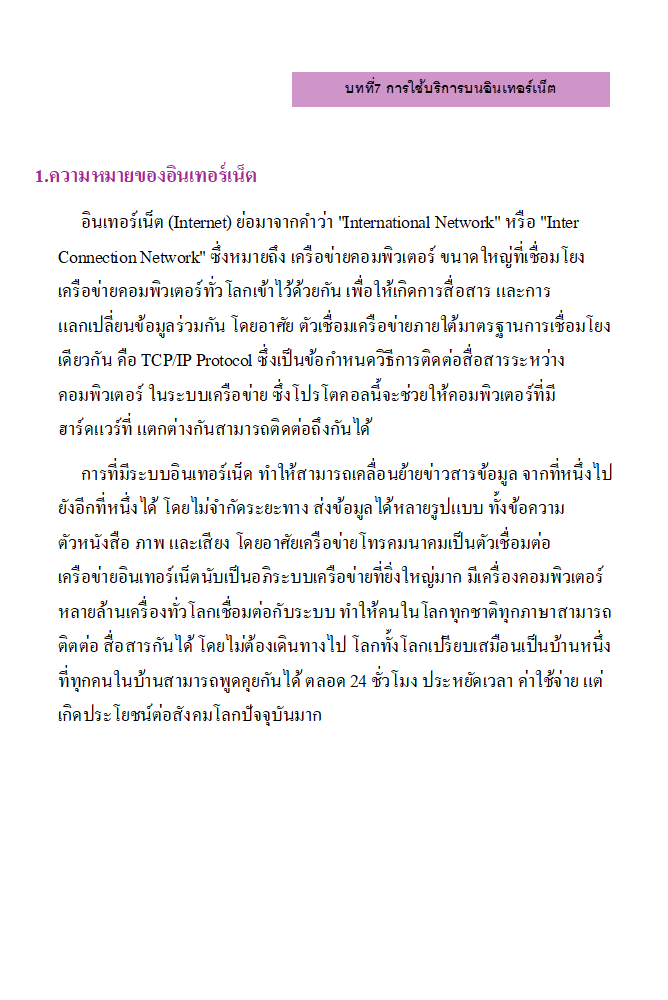 บทที่7 การใช้บริการบนอินเทอร์เน็ต
1.ความหมายของอินเทอร์เน็ต
อินเทอร์เน็ต (Internet) ย่อมาจากคำว่า "International Network" หรือ "Inter
Connection Network" ซึ่งหมายถึง เครือข่ายคอมพิวเตอร์ ขนาดใหญ่ที่เชื่อมโยง
เครือข่ายคอมพิวเตอร์ทั่วโลกเข้าไว้ด้วยกัน เพื่อให้เกิดการสื่อสาร และการ
แลกเปลี่ยนข้อมูลร่วมกัน โดยอาศัย ตัวเชื่อมเครือข่ายภายใต้มาตรฐานการเชื่อมโยง
เดียวกัน คือ TCP/IP Protocol ซึ่งเป็นข้อกำหนดวิธีการติดต่อสื่อสารระหว่าง
คอมพิวเตอร์ ในระบบเครือข่าย ซึ่งโปรโตคอลนี้จะช่วยให้คอมพิวเตอร์ที่มี
ฮาร์ดแวร์ที่ แตกต่างกันสามารถติดต่อถึงกันได้
การที่มีระบบอินเทอร์เน็ต ทำให้สามารถเคลื่อนย้ายข่าวสารข้อมูล จากที่หนึ่งไป
ยังอีกที่หนึ่งได้ โดยไม่จำกัดระยะทาง ส่งข้อมูลได้หลายรูปแบบ ทั้งข้อความ
ตัวหนังสือ ภาพ และเสียง โดยอาศัยเครือข่ายโทรคมนาคมเป็นตัวเชื่อมต่อ
เครือข่ายอินเทอร์เน็ตนับเป็นอภิระบบเครือข่ายที่ยิ่งใหญ่มาก มีเครื่องคอมพิวเตอร์
หลายล้านเครื่องทั่วโลกเชื่อมต่อกับระบบ ทำให้คนในโลกทุกชาติทุกภาษาสามารถ
ติตต่อ สื่อสารกันได้ โดยไม่ต้องเดินทางไป โลกทั้งโลกเปรียบเสมือนเป็นบ้านหนึ่ง
ที่ทุกคนในบ้านสามารถพูดคุยกันได้ ตลอด 24 ชั่วโมง ประหยัดเวลา ค่าใช้จ่าย แต่
เกิดประโยชน์ต่อสังคมโลกปัจจุบันมาก